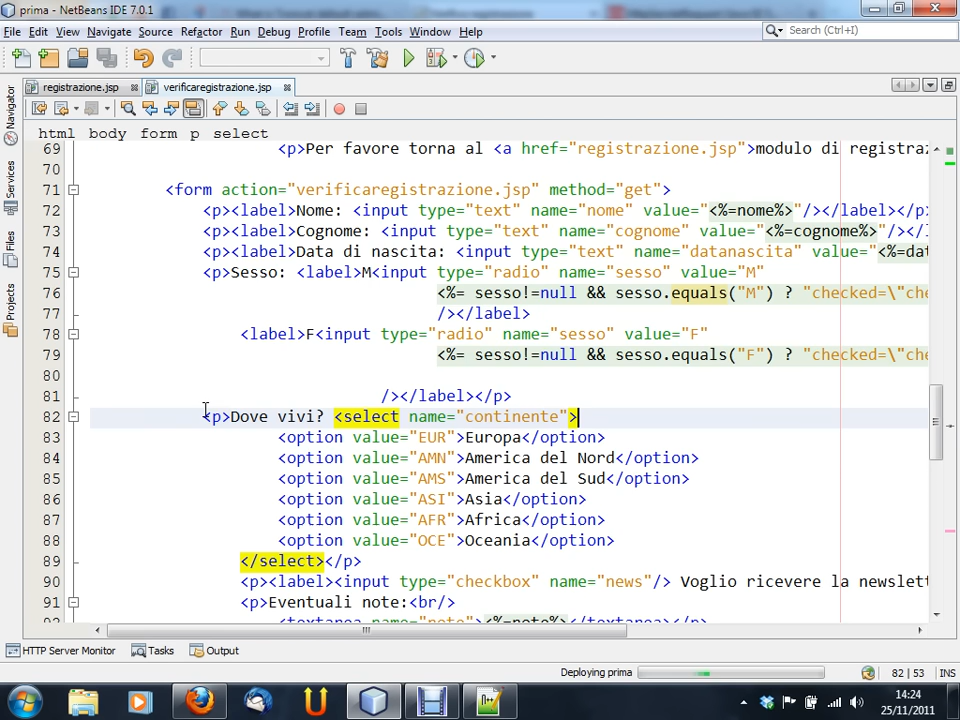 prima - NetBeans IDE 7.0.1
File Edit View Navigate Source Refactor Run Debug Profile Team Tools Window Help
Search (Ctrl+I)
registrazione.jsp verificaregistrazione.jsp
html body form p select
Navigator
Services
Files
Projects
69 <p>Per favore torna al <a href="registrazione.jsp">modulo di registraz
70
71 <form action="verificaregistrazione.jsp" method="get">
72 <p><label>Nome: <input type="text" name="nome" value="<%=nome%>"/></label></p>
73 <p><label>Cognome: <input type="text" name="cognome" value="<%=cognome%>"/></l
74 <p><label>Data di nascita: <input type="text" name="datanascita" value="<%=dat
75 <p>Sesso: <label>M<input type="radio" name="sesso" value="M"
76 <%= sesso!=null && sesso.equals("M") ? "checked=\"che
77 /></label>
78 <label>F<input type="radio" name="sesso" value="F"
79 <%= sesso!=null && sesso.equals("F") ? "checked=\"che
80
81 /></label></p>
82 <p>Dove vivi? <select name="continente">
83 <option value="EUR">Europa</option>
84 <option value="AMN">America del Nord</option>
85 <option value="AMS">America del Sud</option>
86 <option value="ASI">Asia</option>
87 <option value="AFR">Africa</option>
88 <option value="OCE">Oceania</option>
89 </select></p>
90 <p><label><input type="checkbox" name="news"/> Voglio ricevere la newslett
91 <p>Eventuali note:<br/>
<textarea name="note"><%=note%></textarea></p>
HTTP Server Monitor Tasks Output
Deploying prima 82 | 53 INS
14:24
25/11/2011